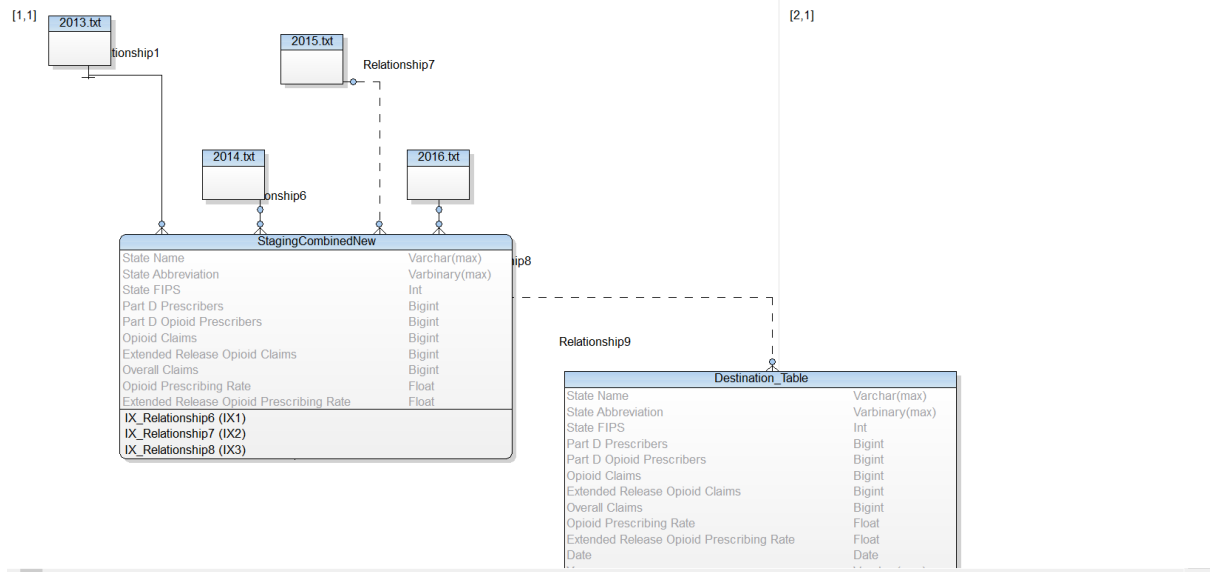 [1,1]
[2,1]
2013.txt
tionship1
2015.txt
Relationship7
2014.txt
onship6
2016.txt
StagingCombinedNew
State Name Varchar(max)
State Abbreviation Varbinary(max)
State FIPS Int
Part D Prescribers Bigint
Part D Opioid Prescribers Bigint
Opioid Claims Bigint
Extended Release Opioid Claims Bigint
Overall Claims Bigint
Opioid Prescribing Rate Float
Extended Release Opioid Prescribing Rate Float
IX_Relationship6 (IX1)
IX_Relationship7 (IX2)
IX_Relationship8 (IX3)
ip8
Relationship9
Destination_Table
State Name Varchar(max)
State Abbreviation Varbinary(max)
State FIPS Int
Part D Prescribers Bigint
Part D Opioid Prescribers Bigint
Opioid Claims Bigint
Extended Release Opioid Claims Bigint
Overall Claims Bigint
Opioid Prescribing Rate Float
Extended Release Opioid Prescribing Rate Float
Date Date